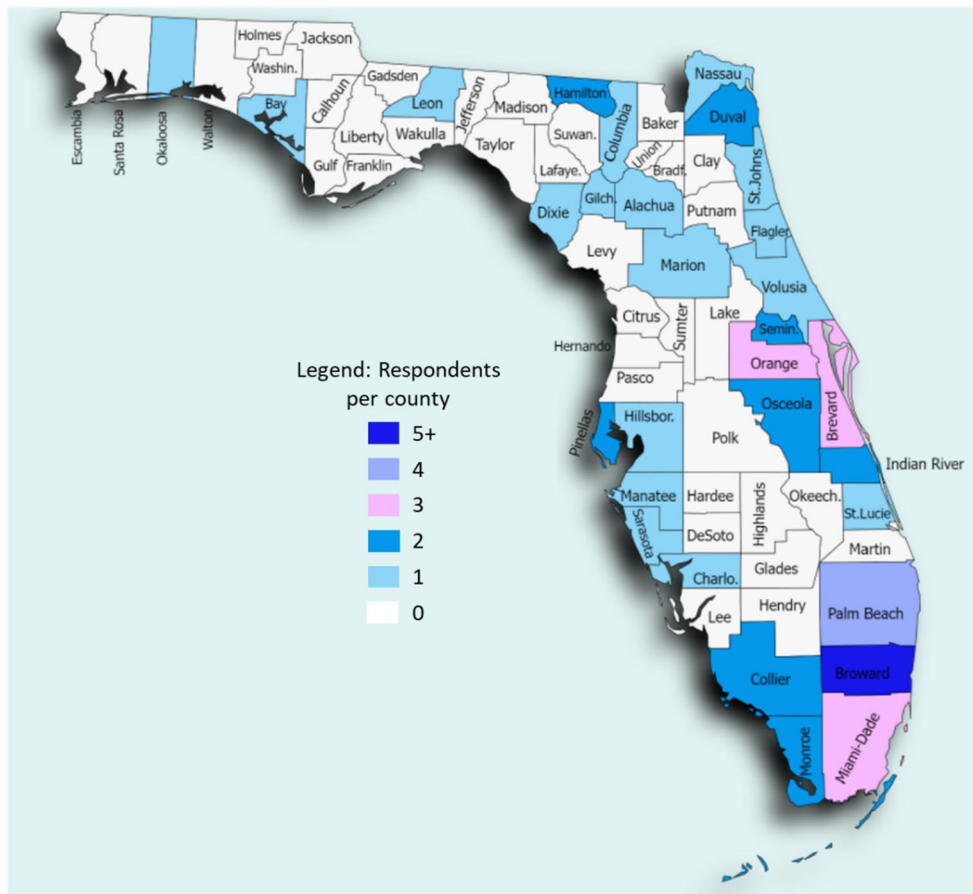 Holmes
Jackson
Washin.
Gadsden
Calhoun
Bay
Leon
Jefferson
Madison
Hamilton
Columbia
Nassau
Duval
Baker
Liberty
Wakulla
Taylor
Suwan.
Union
Bradf.
Clay
St.Johns
Gulf
Franklin
Lafaye.
Escambia
Santa Rosa
Okaloosa
Walton
Dixie
Gilch.
Alachua
Putnam
Flagler
Levy
Marion
Volusia
Citrus
Sumter
Lake
Semin.
Hernando
Orange
Pasco
Osceola
Brevard
Legend: Respondents
per county
5+
4
3
2
1
0
Pinellas
Hillsbor.
Polk
Indian River
Manatee
Hardee
Highlands
Okeech.
St.Lucie
Sarasota
DeSoto
Martin
Charlo.
Glades
Lee
Hendry
Palm Beach
Collier
Broward
Monroe
Miami-Dade